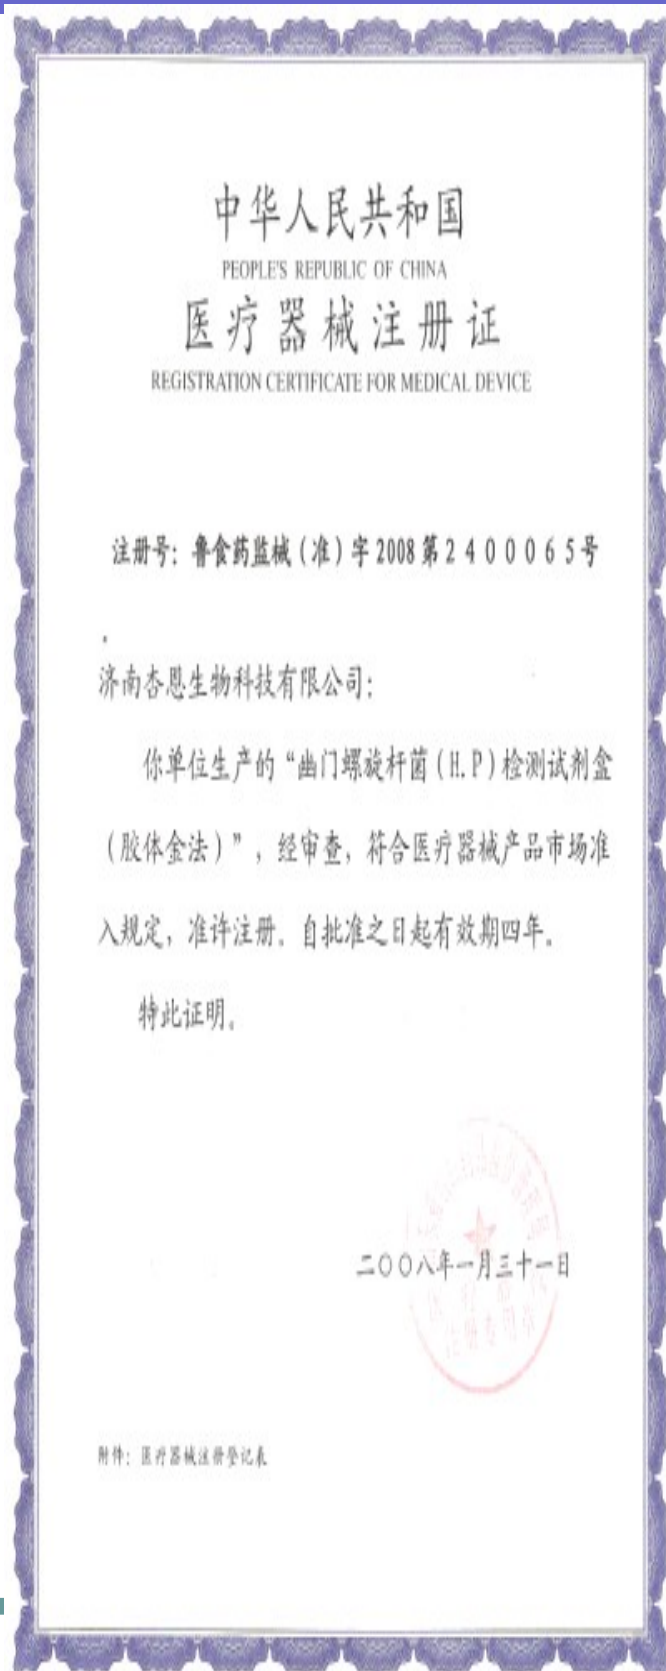 中华人民共和国
PEOPLE'S REPUBLIC OF CHINA
医疗器械注册证
REGISTRATION CERTIFICATE FOR MEDICAL DEVICE
注册号：鲁食药监械（准）字2008第2400065号
济南杏恩生物科技有限公司：
你单位生产的“幽门螺旋杆菌(H.P)检测试剂盒
（胶体金法）”，经审查，符合医疗器械产品市场准
入规定，准许注册。自批准之日起有效期四年。
特此证明。
二〇〇八年一月三十一日
注册专用章
附件：医疗器械注册登记表